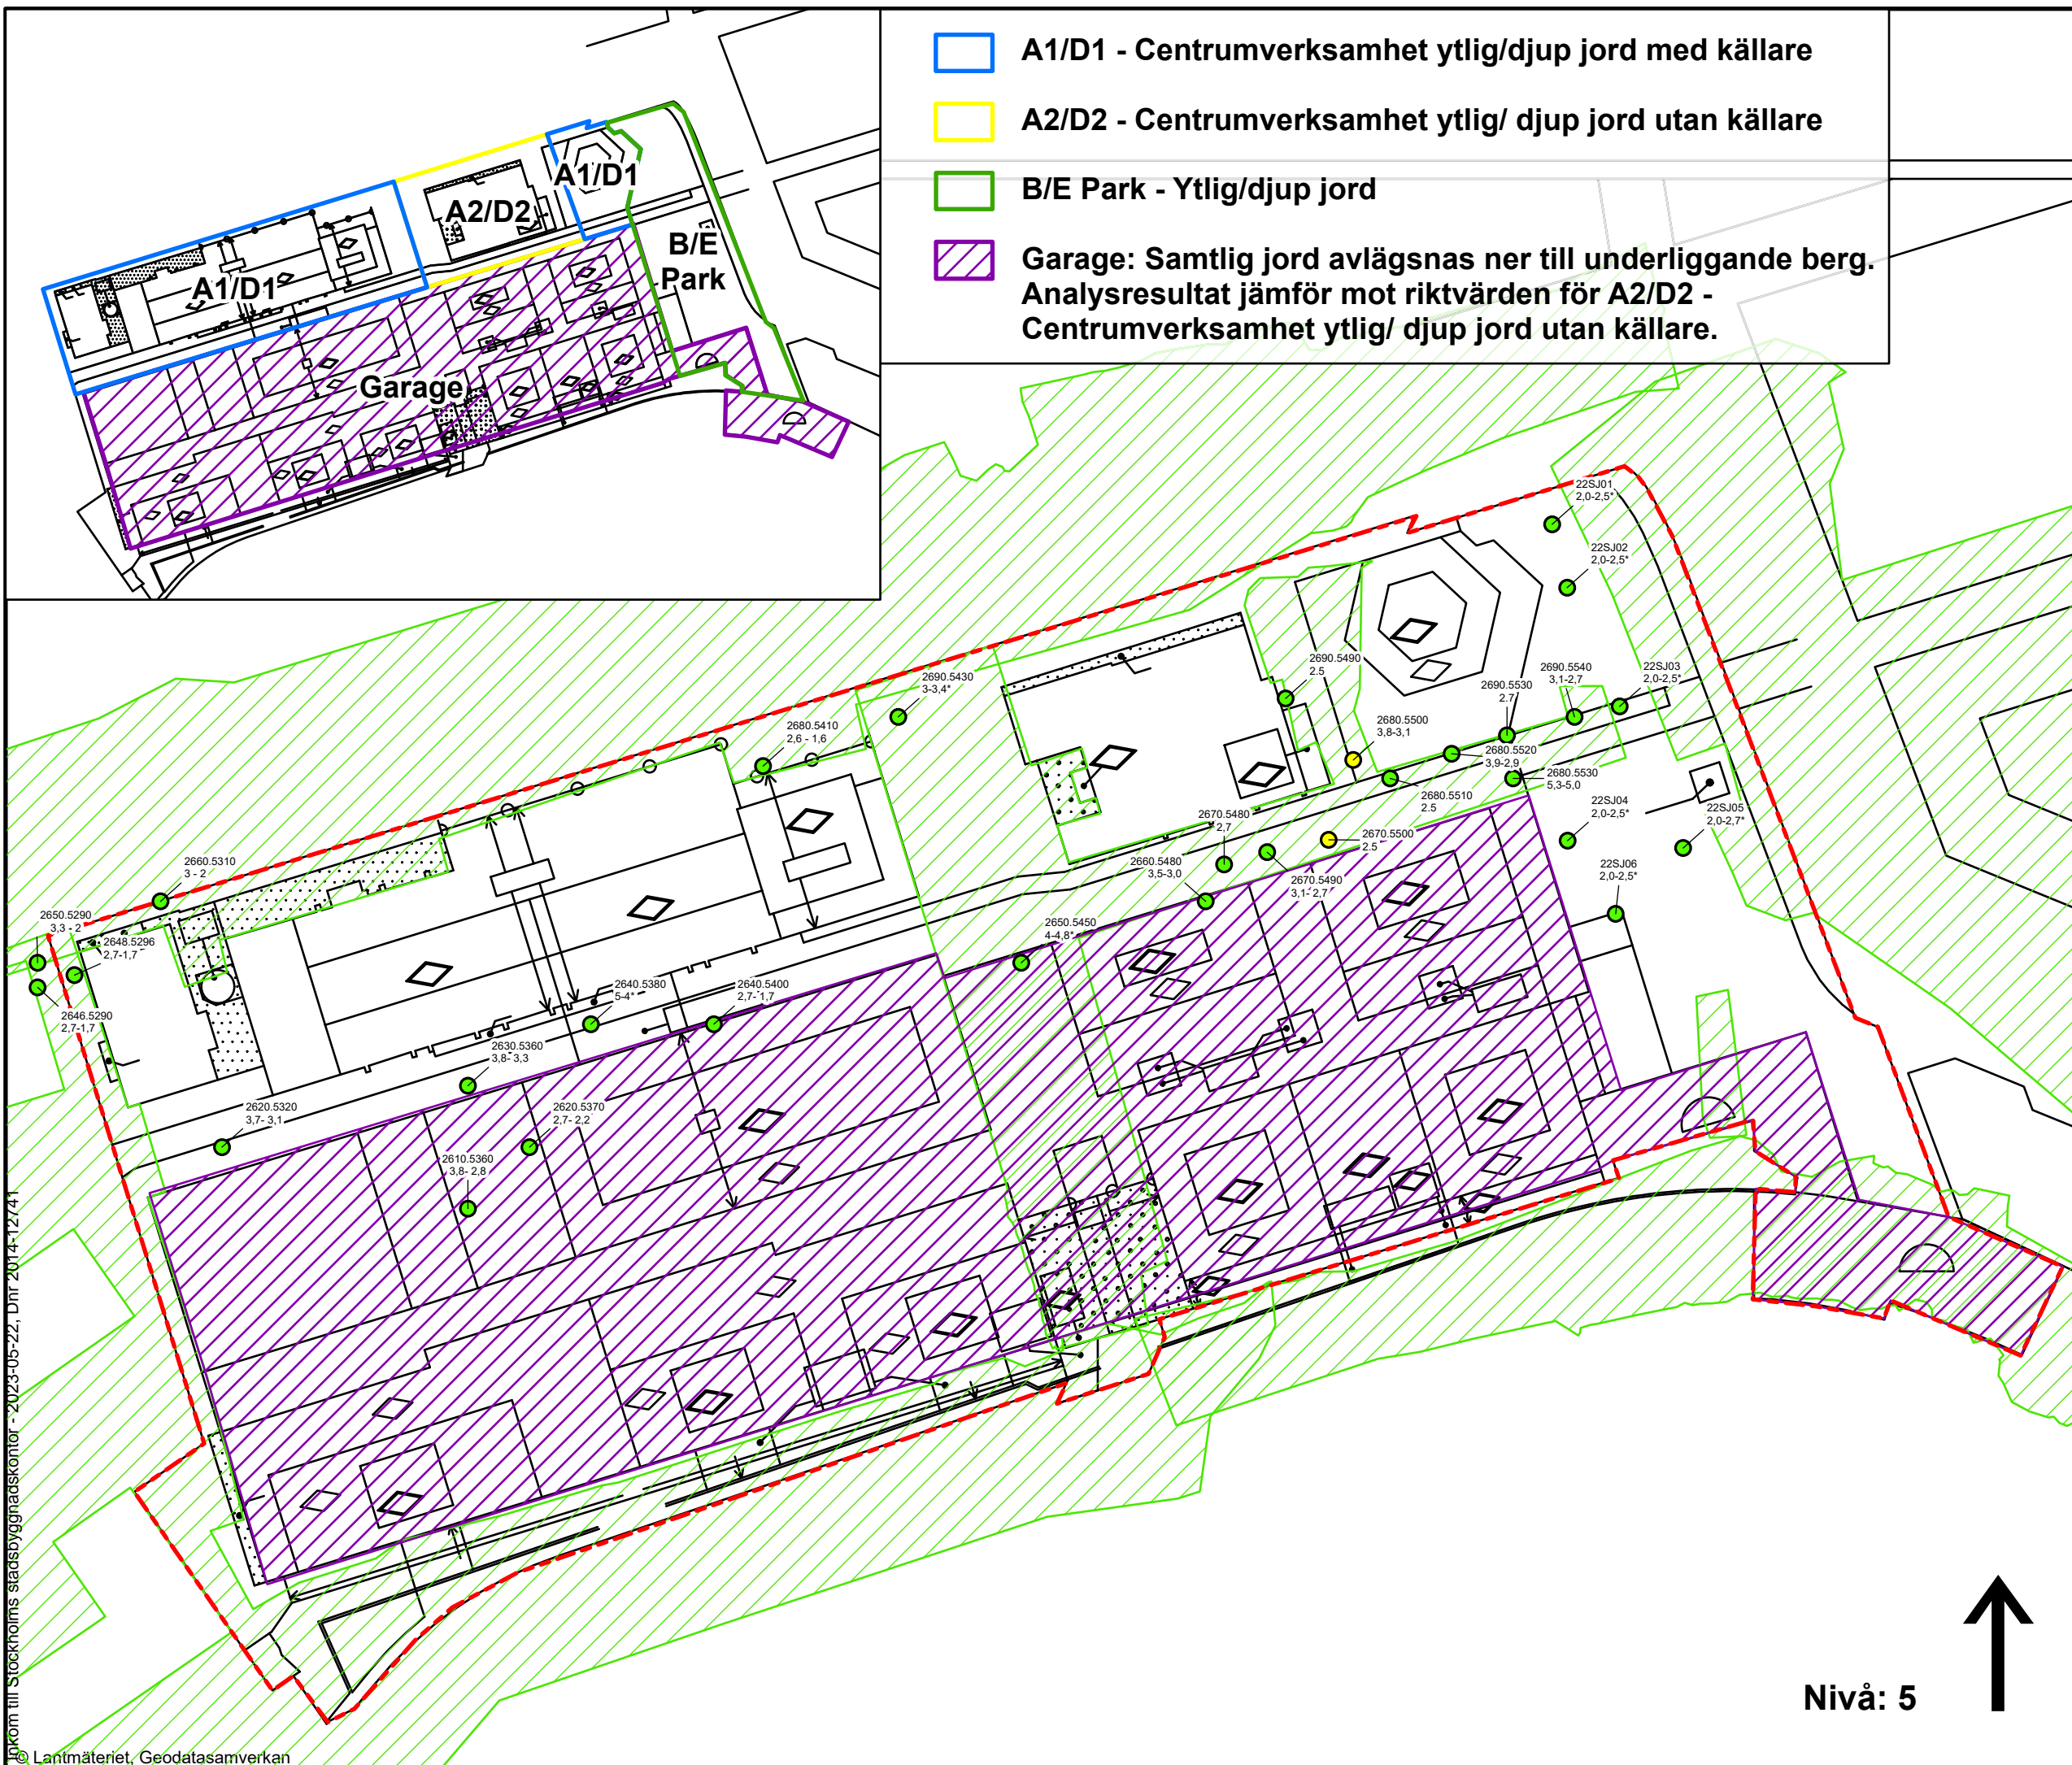 A1/D1 - Centrumverksamhet ytlig/djup jord med källare
A2/D2 - Centrumverksamhet ytlig/ djup jord utan källare
B/E Park - Ytlig/djup jord
Garage: Samtlig jord avlägsnas ner till underliggande berg.
Analysresultat jämför mot riktvärden för A2/D2 -
Centrumverksamhet ytlig/ djup jord utan källare.
A1/D1
A2/D2
B/E
Park
A1/D1
Garage
22SJ01
2,0-2,5*
22SJ02
2,0-2,5*
2690.5490
2.5
2690.5540
3,1-2,7
22SJ03
2,0-2,5*
2690.5430
3-3,4*
2690.5530
2.7
2680.5410
2,6 - 1,6
2680.5500
3,8-3,1
2680.5520
3,9-2,9
2680.5530
5,3-5,0
2680.5510
2.5
22SJ04
2,0-2,5*
22SJ05
2,0-2,7*
2670.5480
2,7
2670.5500
2.5
2660.5480
3,5-3,0
2670.5490
3,1- 2,7
22SJ06
2,0-2,5*
2660.5310
3 - 2
2650.5290
3,3 - 2
2648.5296
2,7-1,7
2650.5450
4-4,8*
2646.5290
2,7-1,7
2640.5380
5-4*
2640.5400
2,7- 1,7
2630.5360
3,8- 3,3
2620.5320
3,7- 3,1
2620.5370
2,7- 2,2
2610.5360
3,8- 2,8
Nivå: 5
Inkom till Stockholms stadsbyggnadskontor - 2023-05-22, Dnr 2014-12741
© Lantmäteriet, Geodatasamverkan